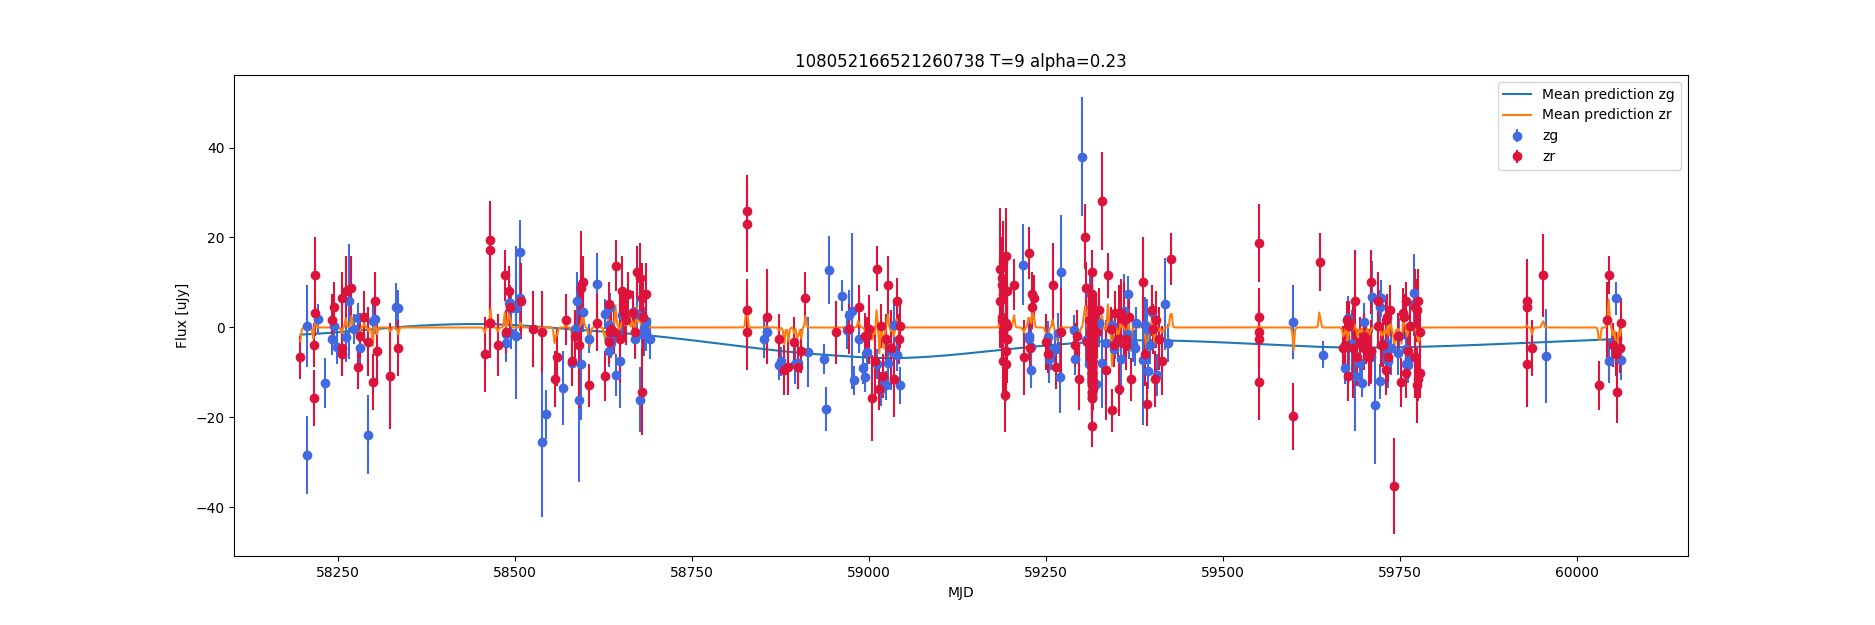 108052166521260738 T=9 alpha=0.23
Mean prediction zg
Mean prediction zr
zg
zr
Flux [uJy]
40
20
0
−20
−40
58250 58500 58750 59000 59250 59500 59750 60000
MJD